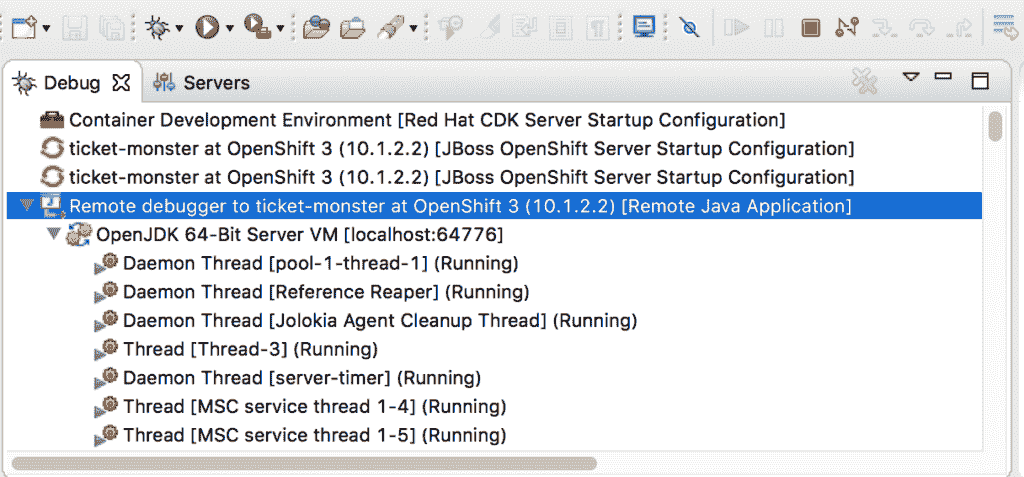 Debug Servers
Container Development Environment [Red Hat CDK Server Startup Configuration]
ticket-monster at OpenShift 3 (10.1.2.2) [JBoss OpenShift Server Startup Configuration]
ticket-monster at OpenShift 3 (10.1.2.2) [JBoss OpenShift Server Startup Configuration]
Remote debugger to ticket-monster at OpenShift 3 (10.1.2.2) [Remote Java Application]
OpenJDK 64-Bit Server VM [localhost:64776]
Daemon Thread [pool-1-thread-1] (Running)
Daemon Thread [Reference Reaper] (Running)
Daemon Thread [Jolokia Agent Cleanup Thread] (Running)
Thread [Thread-3] (Running)
Daemon Thread [server-timer] (Running)
Thread [MSC service thread 1-4] (Running)
Thread [MSC service thread 1-5] (Running)